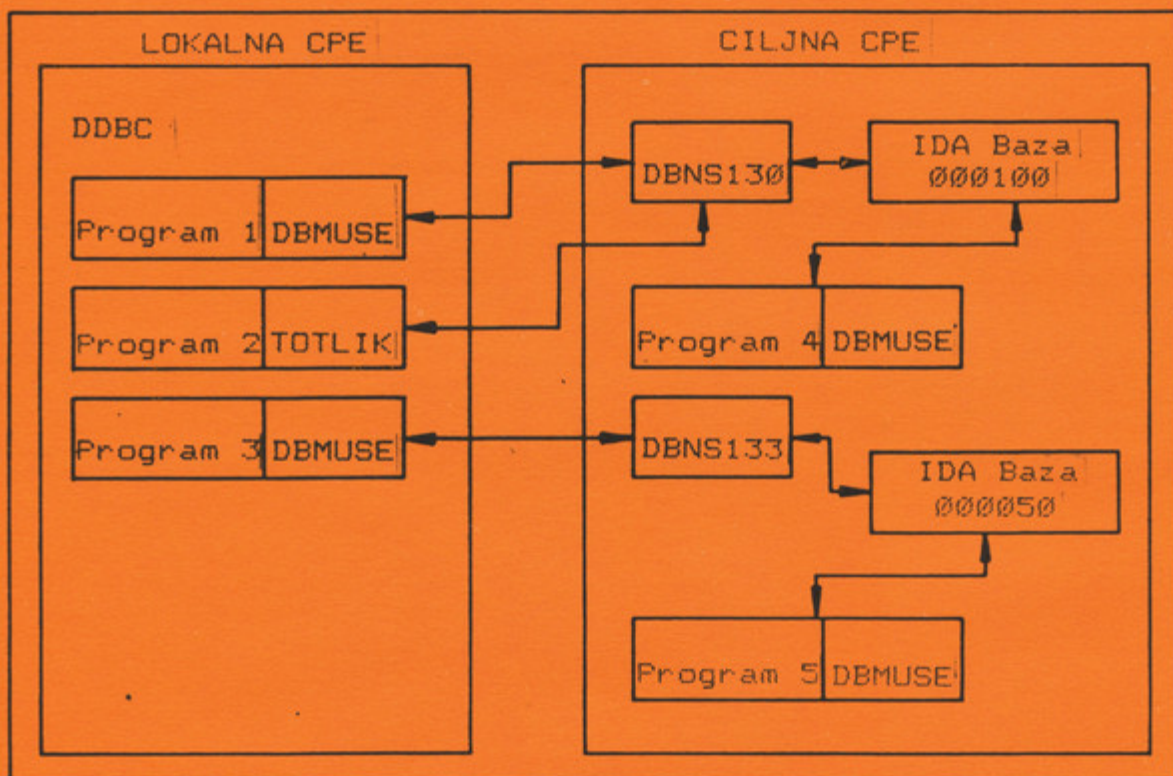 LOKALNA CPE
CILJNA CPE
DDBC
Program 1 DBMUSE
Program 2 TOTLIK
Program 3 DBMUSE
DBNS130
IDA Baza
000100
Program 4 DBMUSE
DBNS133
IDA Baza
000050
Program 5 DBMUSE